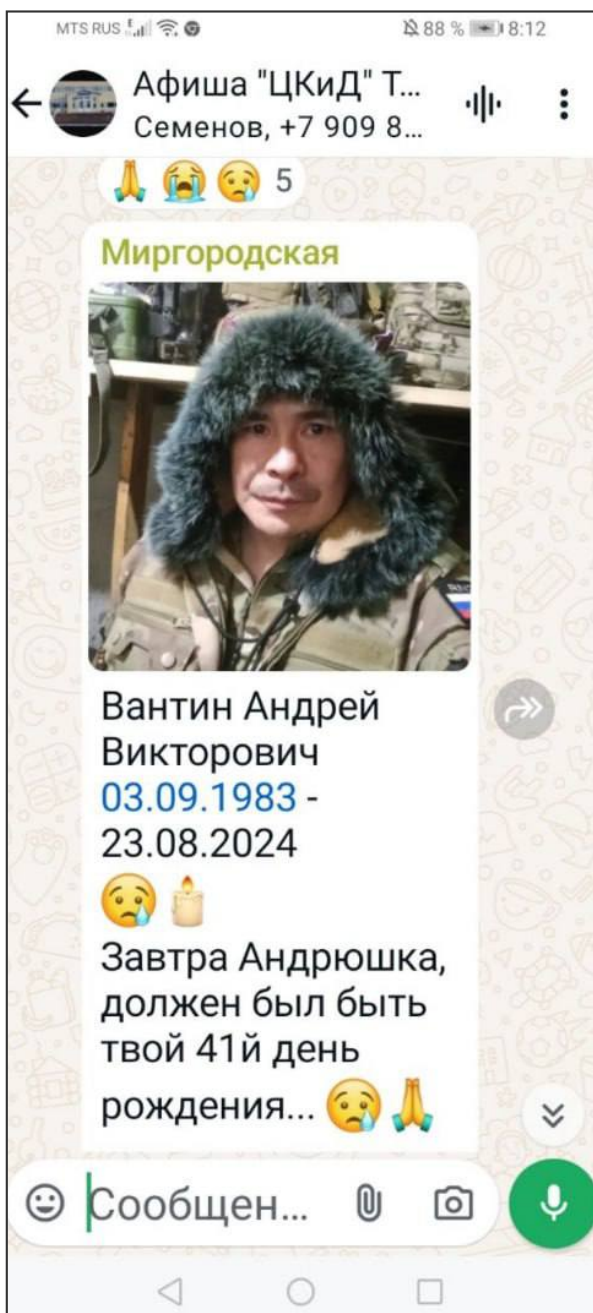 MTS RUS 88 % 8:12
Афиша "ЦКиД" Т...
Семенов, +7 909 8...
5
Миргородская
Вантин Андрей
Викторович
03.09.1983 -
23.08.2024
Завтра Андрюшка,
должен был быть
твой 41й день
рождения...
Сообщен...